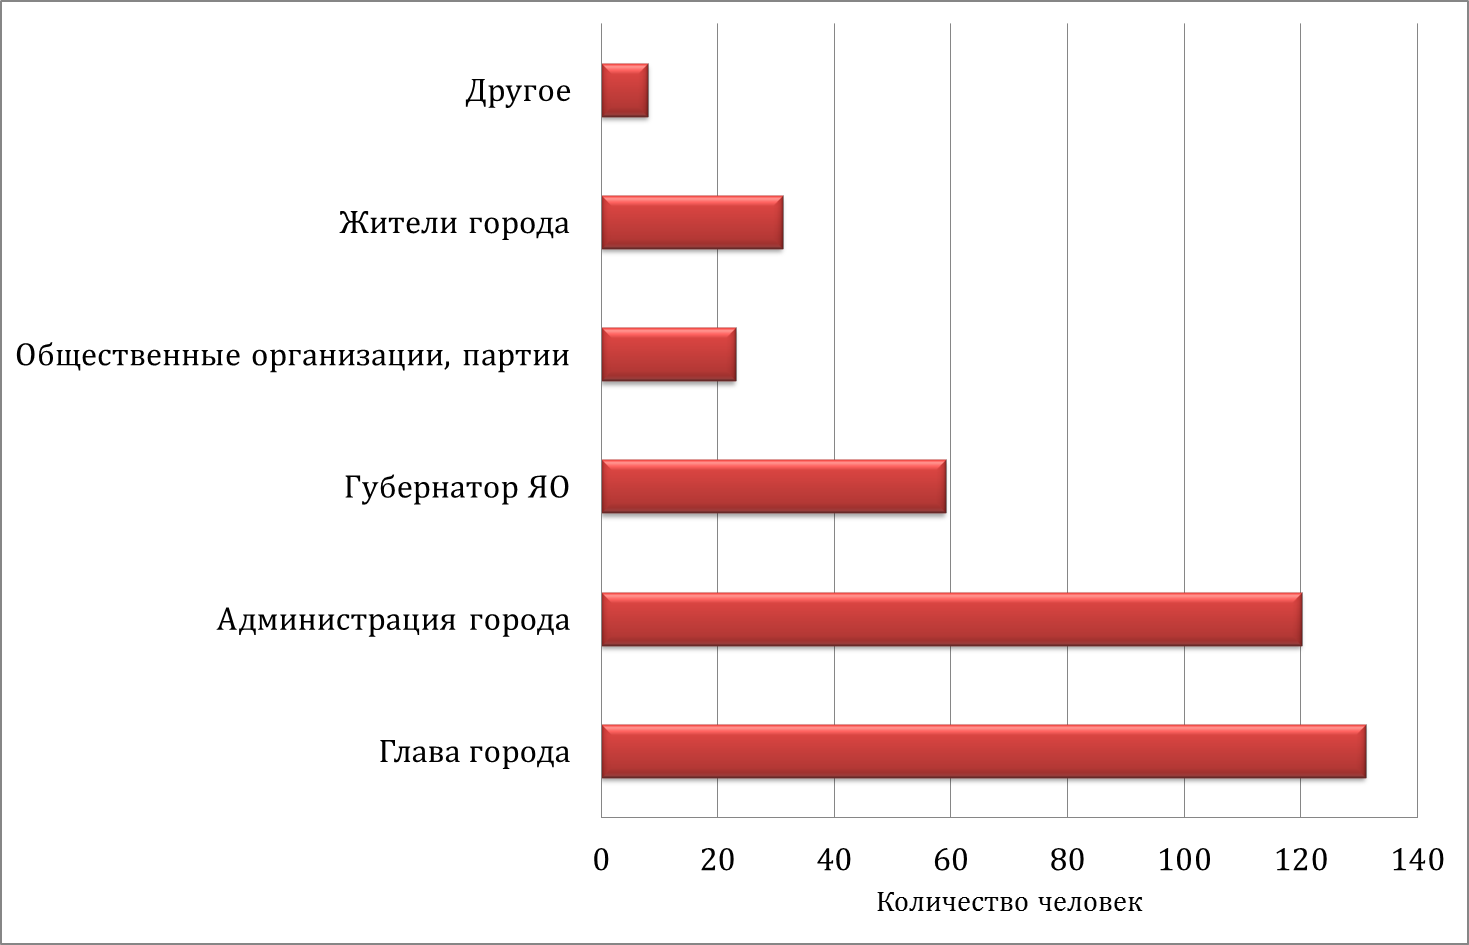 Другое
Жители города
Общественные организации, партии
Губернатор ЯО
Администрация города
Глава города
0 20 40 60 80 100 120 140
Количество человек